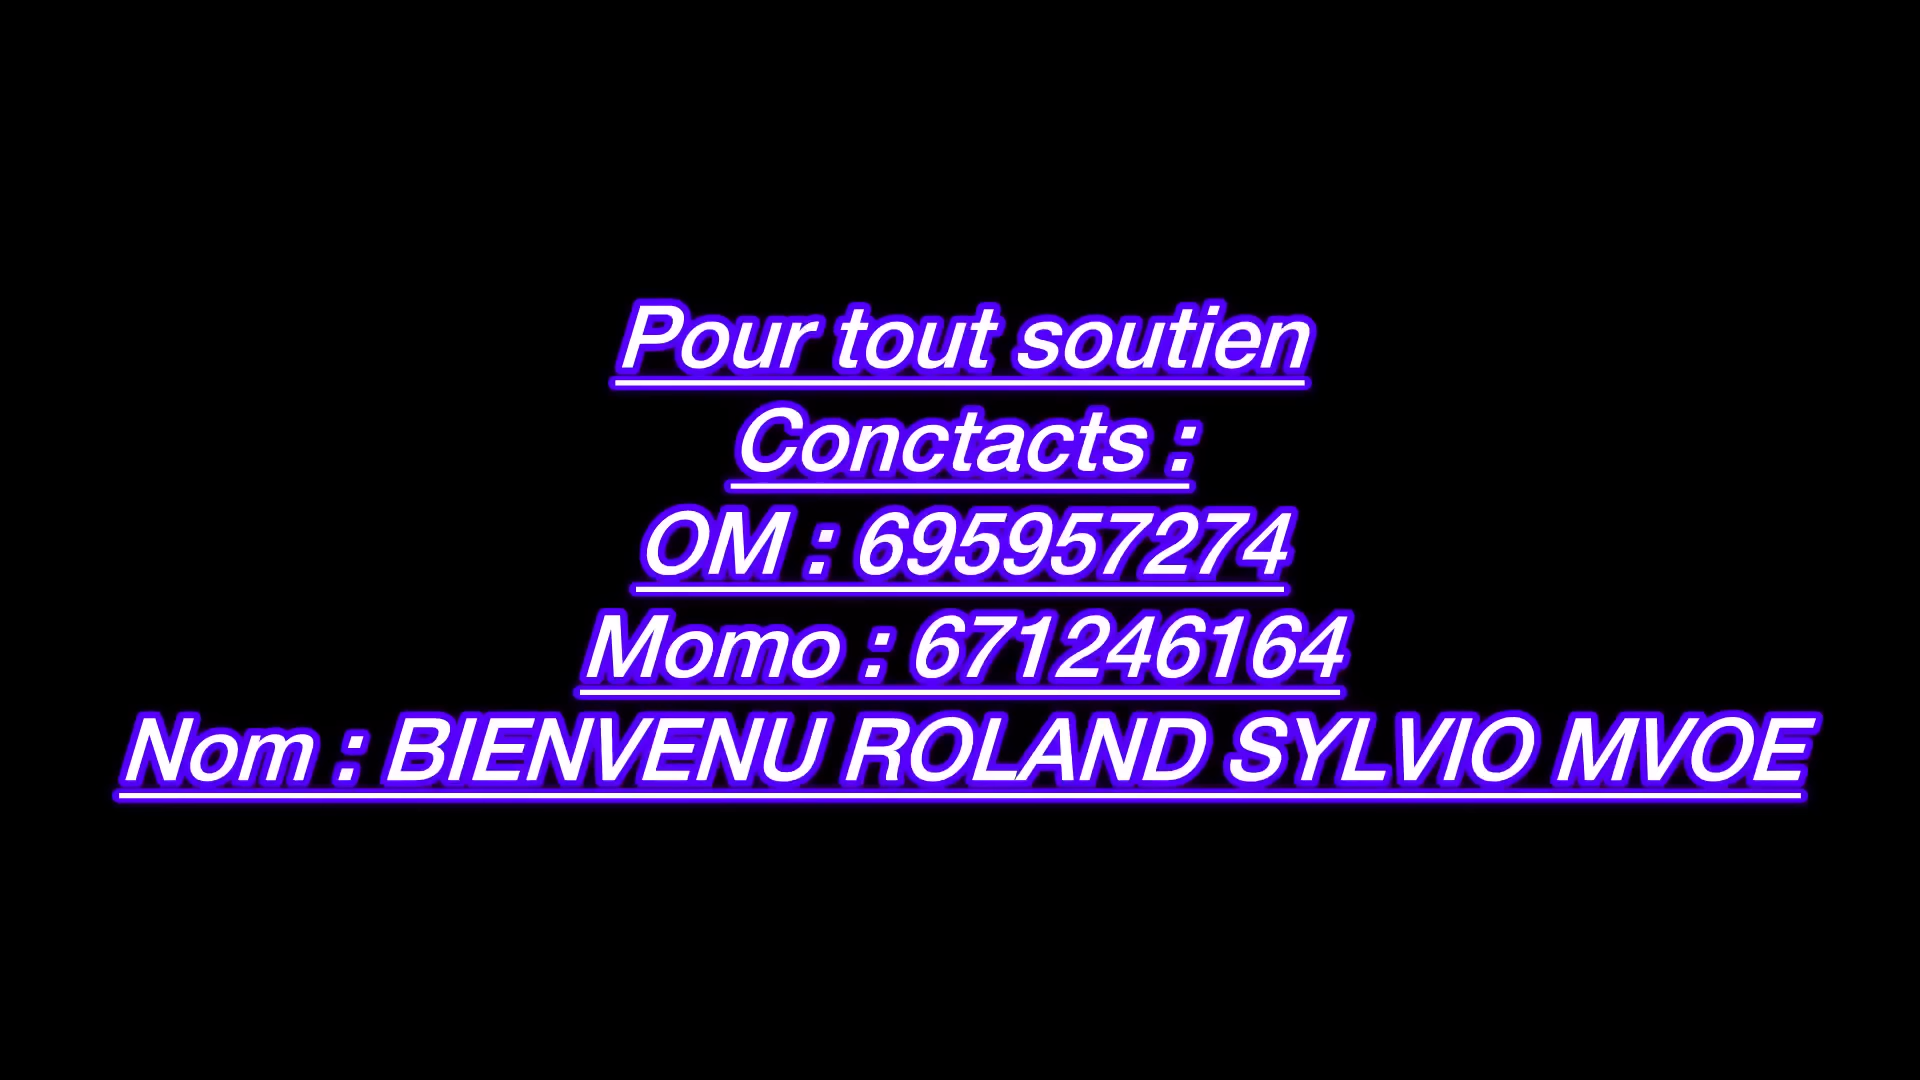 Pour tout soutien
Conctacts :
OM : 695957274
Momo : 671246164
Nom : BIENVENU ROLAND SYLVIO MVOE